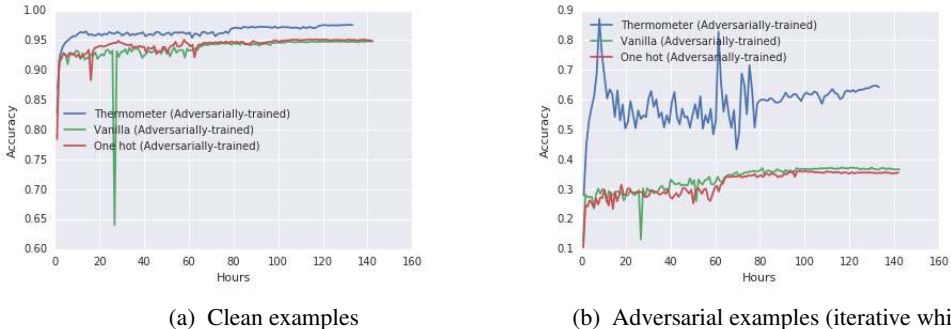 1.00
0.95
0.90
0.85
0.80
0.75
0.70
0.65
0.60
Accuracy
Thermometer (Adversarially-trained)
Vanilla (Adversarially-trained)
One hot (Adversarially-trained)
0 20 40 60 80 100 120 140 160
Hours
(a) Clean examples
0.9
0.8
0.7
0.6
0.5
0.4
0.3
0.2
0.1
Accuracy
Thermometer (Adversarially-trained)
Vanilla (Adversarially-trained)
One hot (Adversarially-trained)
0 20 40 60 80 100 120 140 160
Hours
(b) Adversarial examples (iterative whi